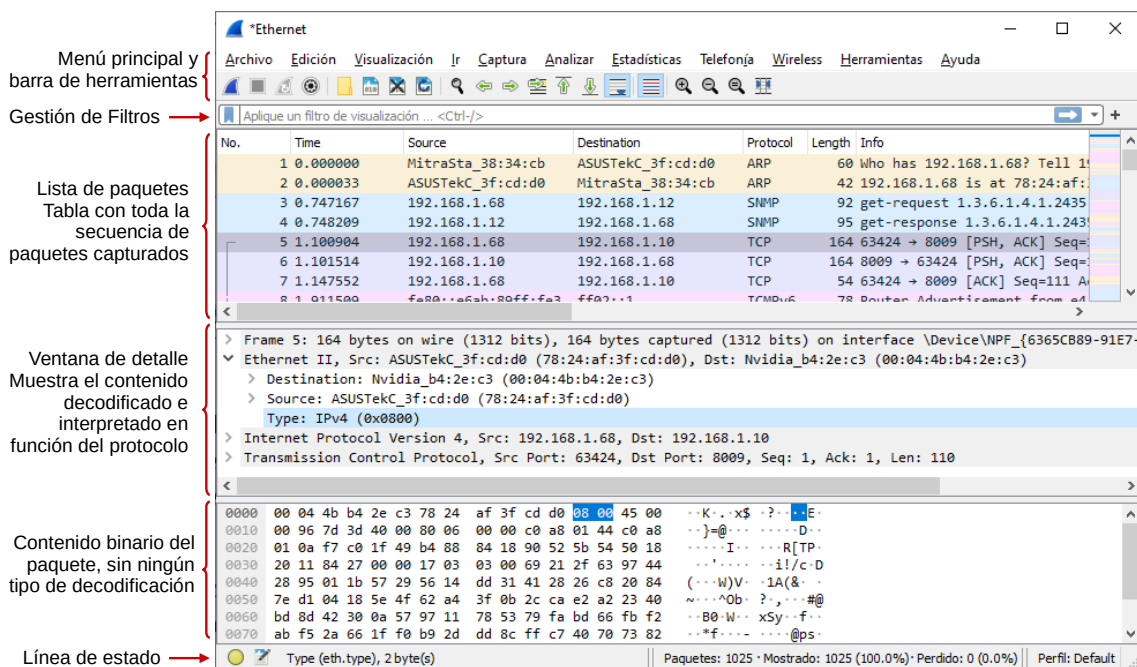 *Ethernet
Menú principal y
barra de herramientas
Archivo Edición Visualización Ir Captura Analizar Estadísticas Telefonía Wireless Herramientas Ayuda
Gestión de Filtros
Aplique un filtro de visualización ... <Ctrl-/>
+
Lista de paquetes
Tabla con toda la
secuencia de
paquetes capturados
No. Time Source Destination Protocol Length Info
1 0.000000 MitraSta_38:34:cb ASUSTekC_3f:cd:d0 ARP 60 Who has 192.168.1.68? Tell 19
2 0.000033 ASUSTekC_3f:cd:d0 MitraSta_38:34:cb ARP 42 192.168.1.68 is at 78:24:af:
3 0.747167 192.168.1.68 192.168.1.12 SNMP 92 get-request 1.3.6.1.4.1.2435
4 0.748209 192.168.1.12 192.168.1.68 SNMP 95 get-response 1.3.6.1.4.1.243
5 1.100904 192.168.1.68 192.168.1.10 TCP 164 63424 → 8009 [PSH, ACK] Seq=
6 1.101514 192.168.1.10 192.168.1.68 TCP 164 8009 → 63424 [PSH, ACK] Seq=
7 1.147552 192.168.1.68 192.168.1.10 TCP 54 63424 → 8009 [ACK] Seq=111 A
8 1.911509 fe80::e6ab:89ff:fe3 ff02::1 ICMPv6 78 Router Advertisement from e4
Ventana de detalle
Muestra el contenido
decodificado e
interpretado en
función del protocolo
Frame 5: 164 bytes on wire (1312 bits), 164 bytes captured (1312 bits) on interface \Device\NPF_{6365CB89-91E7-
Ethernet II, Src: ASUSTekC_3f:cd:d0 (78:24:af:3f:cd:d0), Dst: Nvidia_b4:2e:c3 (00:04:4b:b4:2e:c3)
Destination: Nvidia_b4:2e:c3 (00:04:4b:b4:2e:c3)
Source: ASUSTekC_3f:cd:d0 (78:24:af:3f:cd:d0)
Type: IPv4 (0x0800)
Internet Protocol Version 4, Src: 192.168.1.68, Dst: 192.168.1.10
Transmission Control Protocol, Src Port: 63424, Dst Port: 8009, Seq: 1, Ack: 1, Len: 110
Contenido binario del
paquete, sin ningún
tipo de decodificación
0000 00 04 4b b4 2e c3 78 24 af 3f cd d0 08 00 45 00 ··K·.·x$ ·?····E·
0010 00 96 7d 3d 40 00 80 06 00 00 c0 a8 01 44 c0 a8 ··}=@··· ·····D··
0020 01 0a f7 c0 1f 49 b4 88 84 18 90 52 5b 54 50 18 ·····I·· ···R[TP·
0030 20 11 84 27 00 00 17 03 03 00 69 21 2f 63 97 44 ··'···· ··i!/c·D
0040 28 95 01 1b 57 29 56 14 dd 31 41 28 26 c8 20 84 (···W)V· ·1A(&· ·
0050 7e d1 04 18 5e 4f 62 a4 3f 0b 2c ca e2 a2 23 40 ~···^Ob· ?·,···#@
0060 bd 8d 42 30 0a 57 97 11 78 53 79 fa bd 66 fb f2 ··B0·W·· xSy··f··
0070 ab f5 2a 66 1f f0 b9 2d dd 8c ff c7 40 70 73 82 ··*f···- ····@ps·
Línea de estado
Type (eth.type), 2 byte(s) Paquetes: 1025 · Mostrado: 1025 (100.0%) · Perdido: 0 (0.0%) Perfil: Default